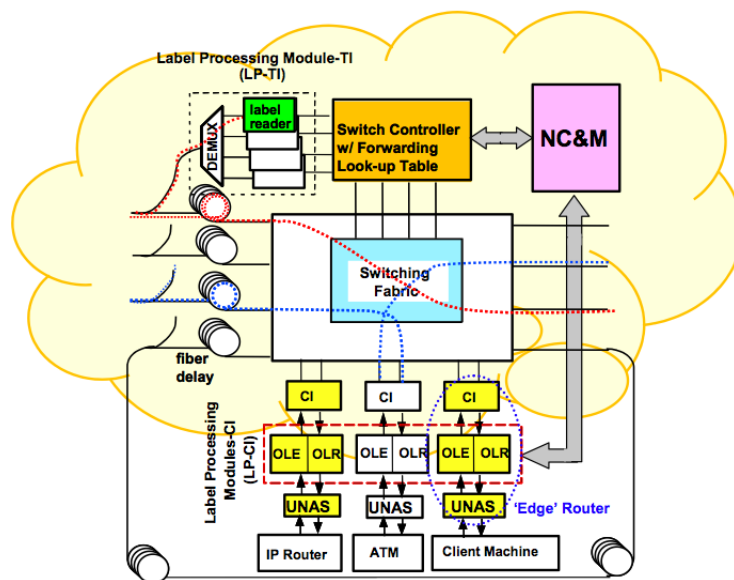 Label Processing Module-TI
(LP-TI)
label
reader
DEMUX
Switch Controller
w/ Forwarding
Look-up Table
NC&M
Switching
Fabric
fiber
delay
CI
CI
CI
Label Processing
Modules-CI
(LP-CI)
OLE
OLR
OLE
OLR
OLE
OLR
UNAS
UNAS
UNAS
'Edge' Router
IP Router
ATM
Client Machine